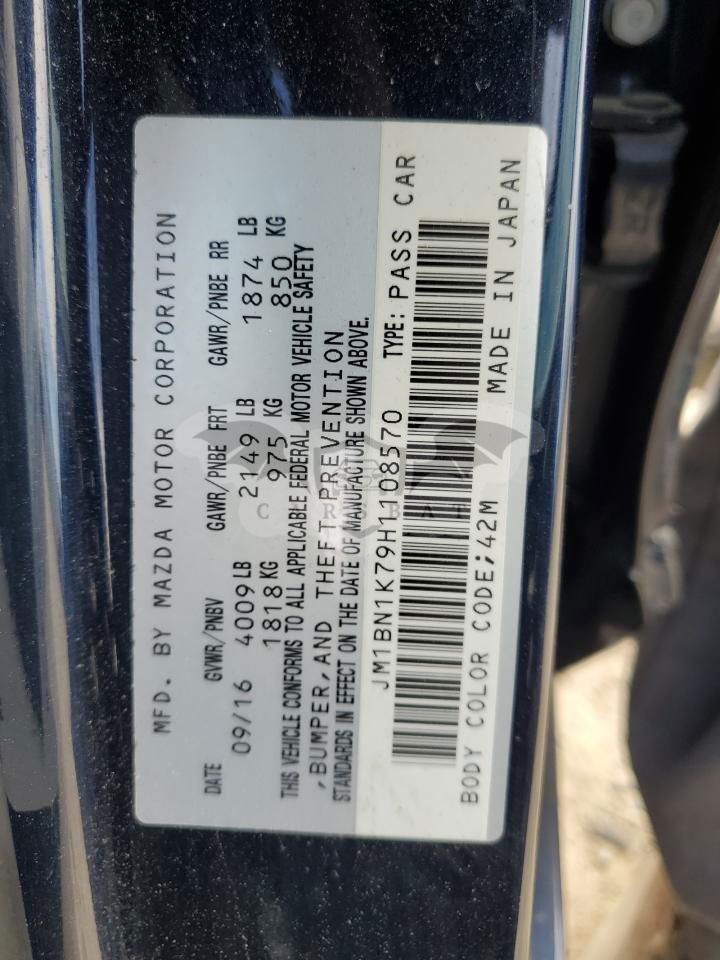 MFD. BY MAZDA MOTOR CORPORATION
DATE GVWR/PNBV GAWR/PNBE FRT GAWR/PNBE RR
09/16 4009LB 2149 LB 1874 LB
1818KG 975 KG 850 KG
THIS VEHICLE CONFORMS TO ALL APPLICABLE FEDERAL MOTOR VEHICLE SAFETY
,BUMPER,AND THEFT PREVENTION
STANDARDS IN EFFECT ON THE DATE OF MANUFACTURE SHOWN ABOVE.
JM1BN1K79H1108570 TYPE: PASS CAR
BODY COLOR CODE;42M MADE IN JAPAN
CARSBAT